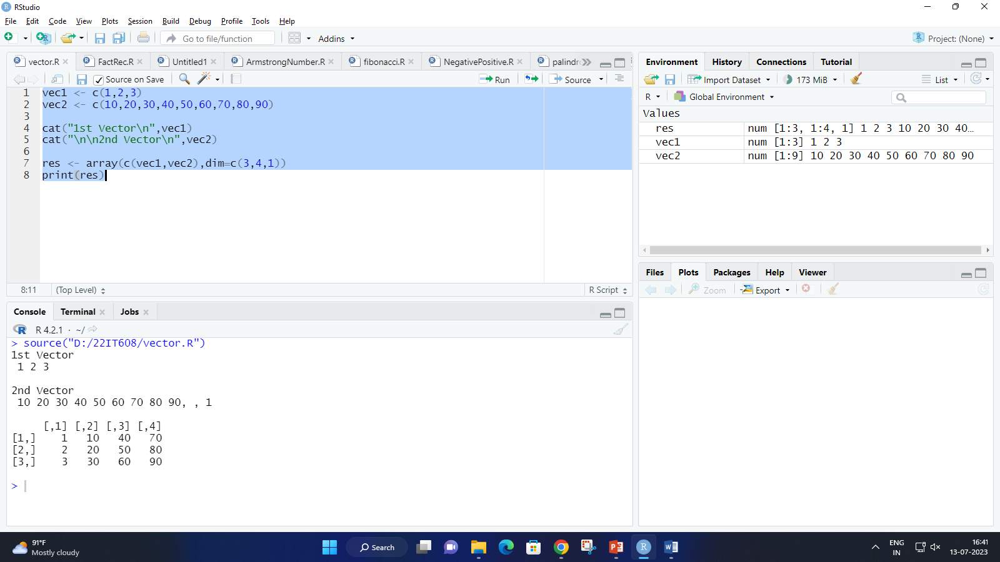 RStudio
File Edit Code View Plots Session Build Debug Profile Tools Help
Go to file/function Addins Project: (None)
vector.R FactRec.R Untitled1 ArmstrongNumber.R fibonacci.R NegativePositive.R palindr
Source on Save Run Source
1 vec1 <- c(1,2,3)
2 vec2 <- c(10,20,30,40,50,60,70,80,90)
3
4 cat("1st Vector\n",vec1)
5 cat("\n\n2nd Vector\n",vec2)
6
7 res <- array(c(vec1,vec2),dim=c(3,4,1))
8 print(res)
8:11 (Top Level) R Script
Console Terminal Jobs
R 4.2.1 · ~/
> source("D:/22IT608/vector.R")
1st Vector
1 2 3
2nd Vector
10 20 30 40 50 60 70 80 90, , 1
[,1] [,2] [,3] [,4]
[1,] 1 10 40 70
[2,] 2 20 50 80
[3,] 3 30 60 90
>
Environment History Connections Tutorial
Import Dataset 173 MiB List
R Global Environment
Values
res num [1:3, 1:4, 1] 1 2 3 10 20 30 40...
vec1 num [1:3] 1 2 3
vec2 num [1:9] 10 20 30 40 50 60 70 80 90
Files Plots Packages Help Viewer
Zoom Export
91°F
Mostly cloudy
Search
ENG
IN
16:41
13-07-2023